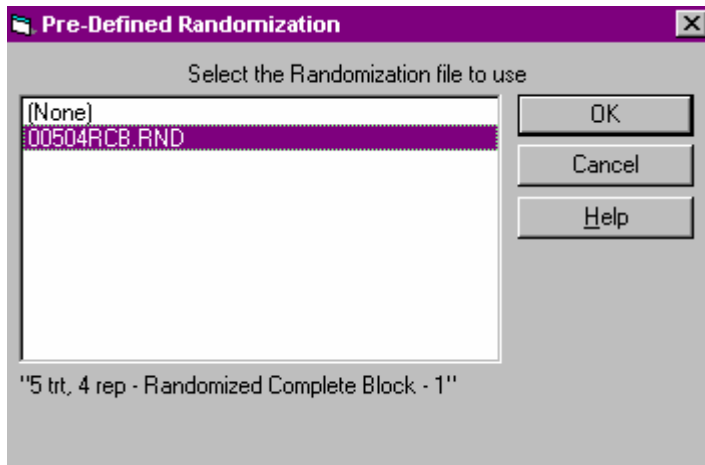 Pre-Defined Randomization
Select the Randomization file to use
(None)
00504RCB.RND
OK
Cancel
Help
"5 trt, 4 rep - Randomized Complete Block - 1"